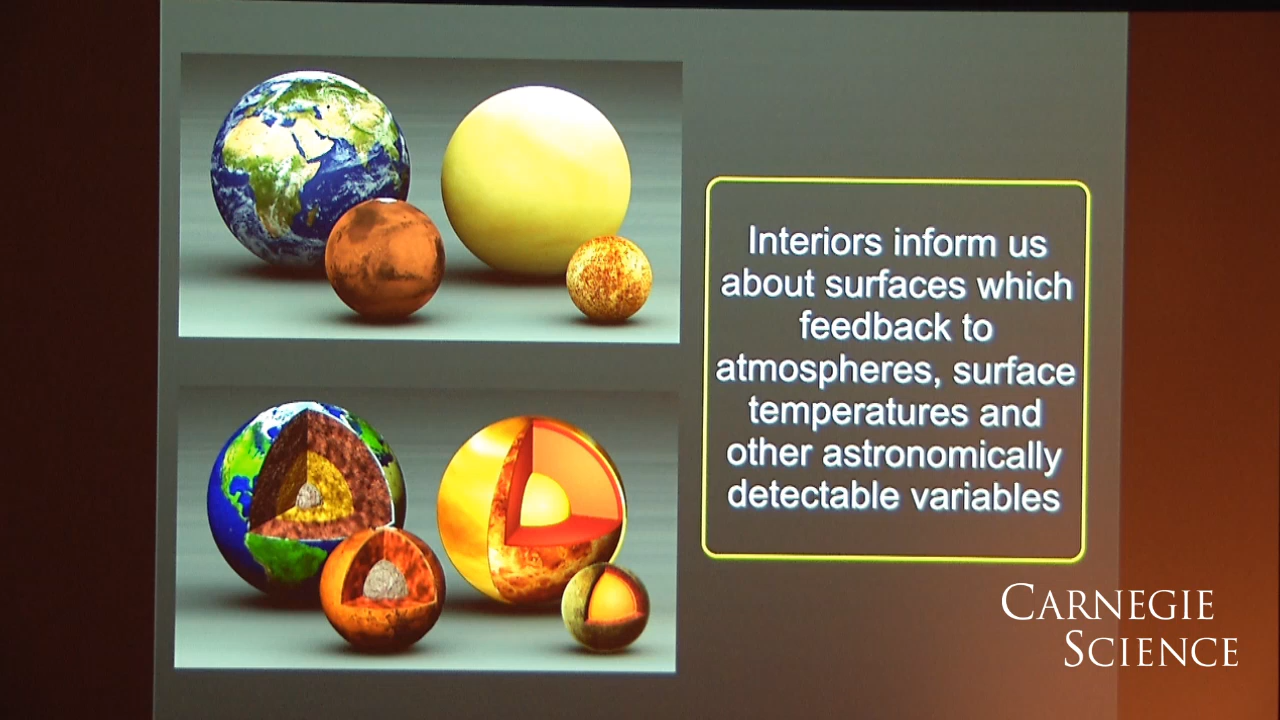 Interiors inform us
about surfaces which
feedback to
atmospheres, surface
temperatures and
other astronomically
detectable variables
CARNEGIE
SCIENCE